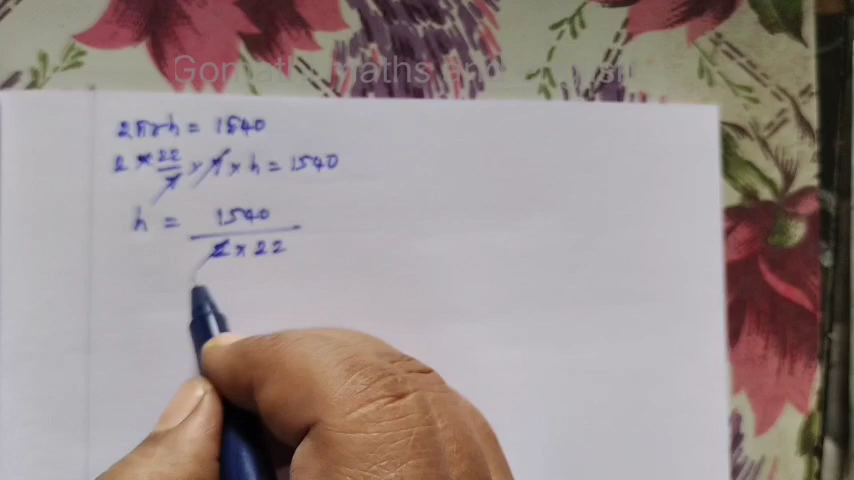 2πrh = 1540
2 × 22/7 × 7 × h = 1540
h = 1540
2 × 22